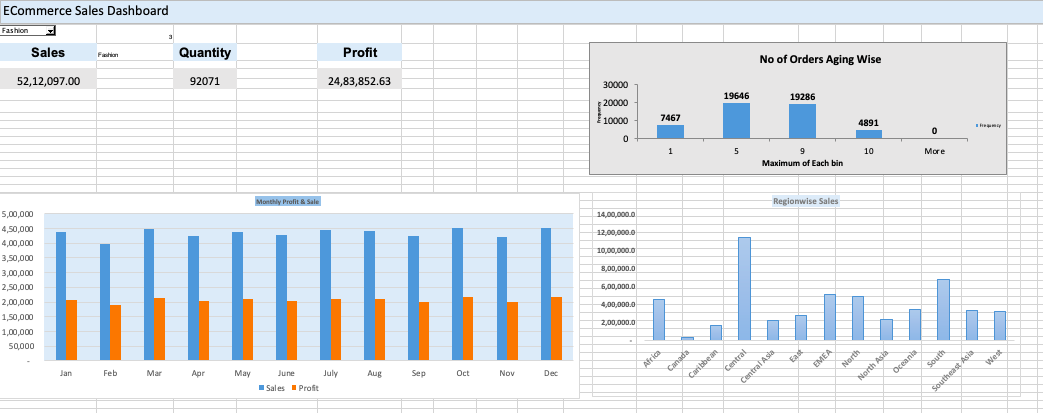 ECommerce Sales Dashboard
Fashion
3
Sales Fashion Quantity Profit
52,12,097.00 92071 24,83,852.63
No of Orders Aging Wise
30000
20000
10000
0
Frequency
7467
19646
19286
4891
0
1 5 9 10 More
Maximum of Each bin
Frequency
Monthly Profit & Sale
5,00,000
4,50,000
4,00,000
3,50,000
3,00,000
2,50,000
2,00,000
1,50,000
1,00,000
50,000
-
Jan Feb Mar Apr May June July Aug Sep Oct Nov Dec
Sales Profit
Regionwise Sales
14,00,000.0
12,00,000.0
10,00,000.0
8,00,000.0
6,00,000.0
4,00,000.0
2,00,000.0
-
Africa Canada Caribbean Central Central Asia East EMEA North North Asia Oceania South Southeast Asia West